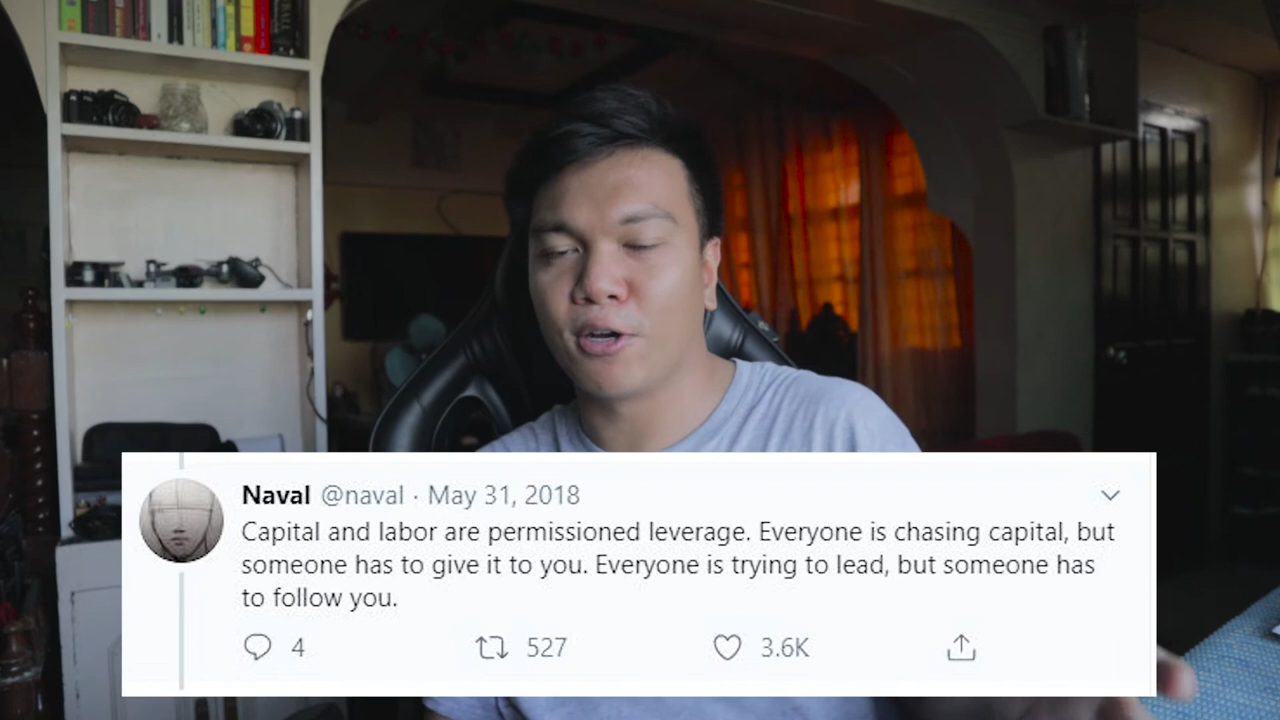 Naval @naval · May 31, 2018
Capital and labor are permissioned leverage. Everyone is chasing capital, but
someone has to give it to you. Everyone is trying to lead, but someone has
to follow you.
4 527 3.6K